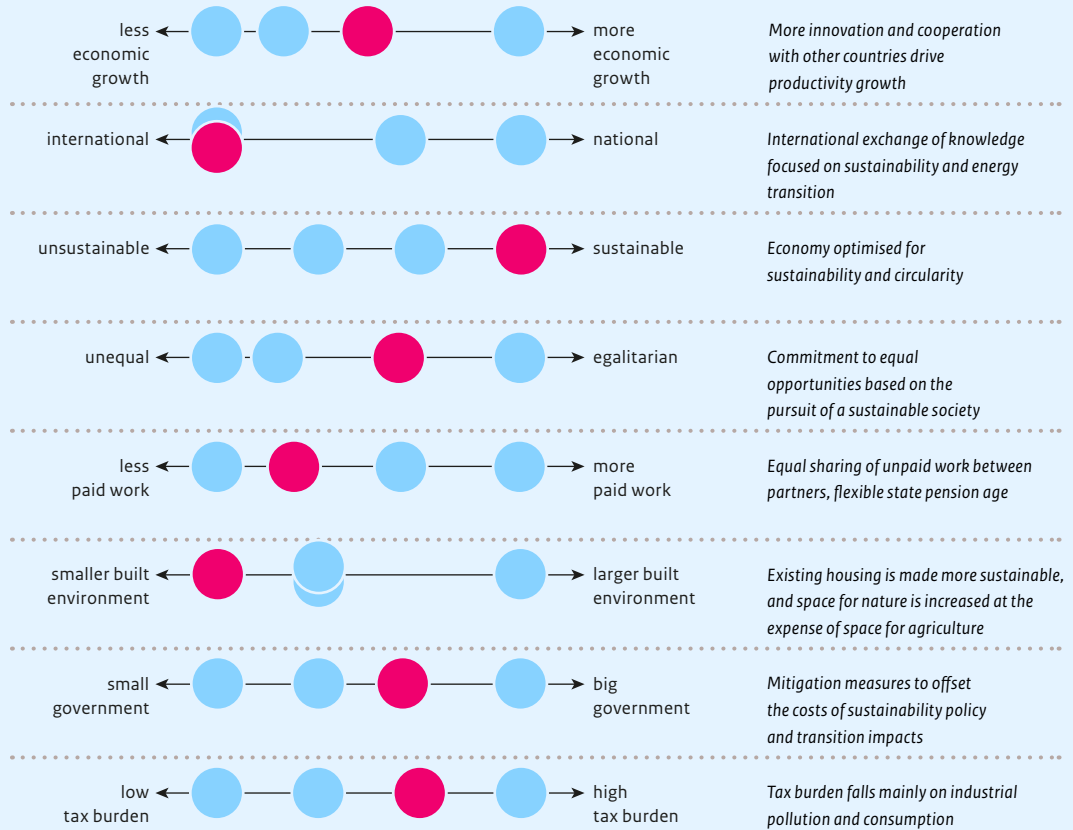 less
economic
growth
more
economic
growth
More innovation and cooperation
with other countries drive
productivity growth
international
national
International exchange of knowledge
focused on sustainability and energy
transition
unsustainable
sustainable
Economy optimised for
sustainability and circularity
unequal
egalitarian
Commitment to equal
opportunities based on the
pursuit of a sustainable society
less
paid work
more
paid work
Equal sharing of unpaid work between
partners, flexible state pension age
smaller built
environment
larger built
environment
Existing housing is made more sustainable,
and space for nature is increased at the
expense of space for agriculture
small
government
big
government
Mitigation measures to offset
the costs of sustainability policy
and transition impacts
low
tax burden
high
tax burden
Tax burden falls mainly on industrial
pollution and consumption